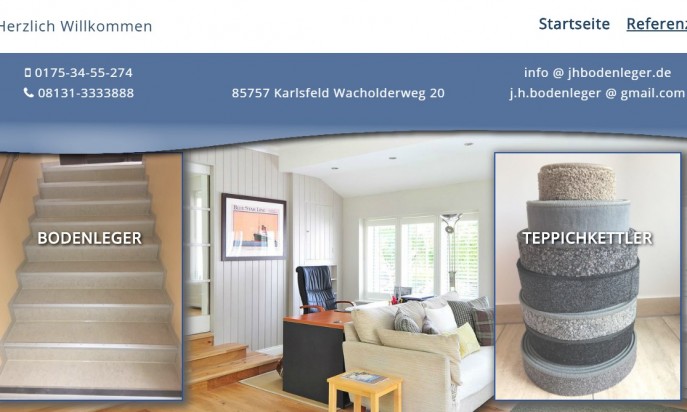 Herzlich Willkommen
Startseite Referenz
0175-34-55-274
08131-3333888
85757 Karlsfeld Wacholderweg 20
info @ jhbodenleger.de
j.h.bodenleger @ gmail.com
BODENLEGER
TEPPICHKETTLER